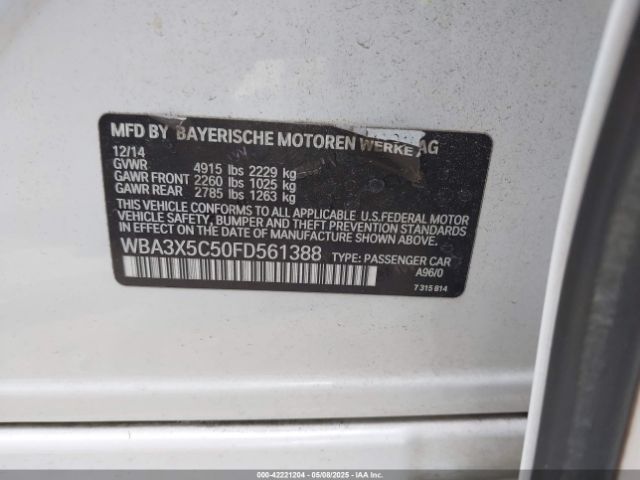 MFD BY BAYERISCHE MOTOREN WERKE AG
12/14
GVWR 4915 lbs 2229 kg
GAWR FRONT 2260 lbs 1025 kg
GAWR REAR 2785 lbs 1263 kg
THIS VEHICLE CONFORMS TO ALL APPLICABLE U.S.FEDERAL MOTOR
VEHICLE SAFETY, BUMPER AND THEFT PREVENTION STANDARDS
IN EFFECT ON THE DATE OF MANUFACTURE SHOWN ABOVE.
WBA3X5C50FD561388 TYPE: PASSENGER CAR
A96/0
7 315 814
000-42221204 | 05/08/2025 | IAAI.COM